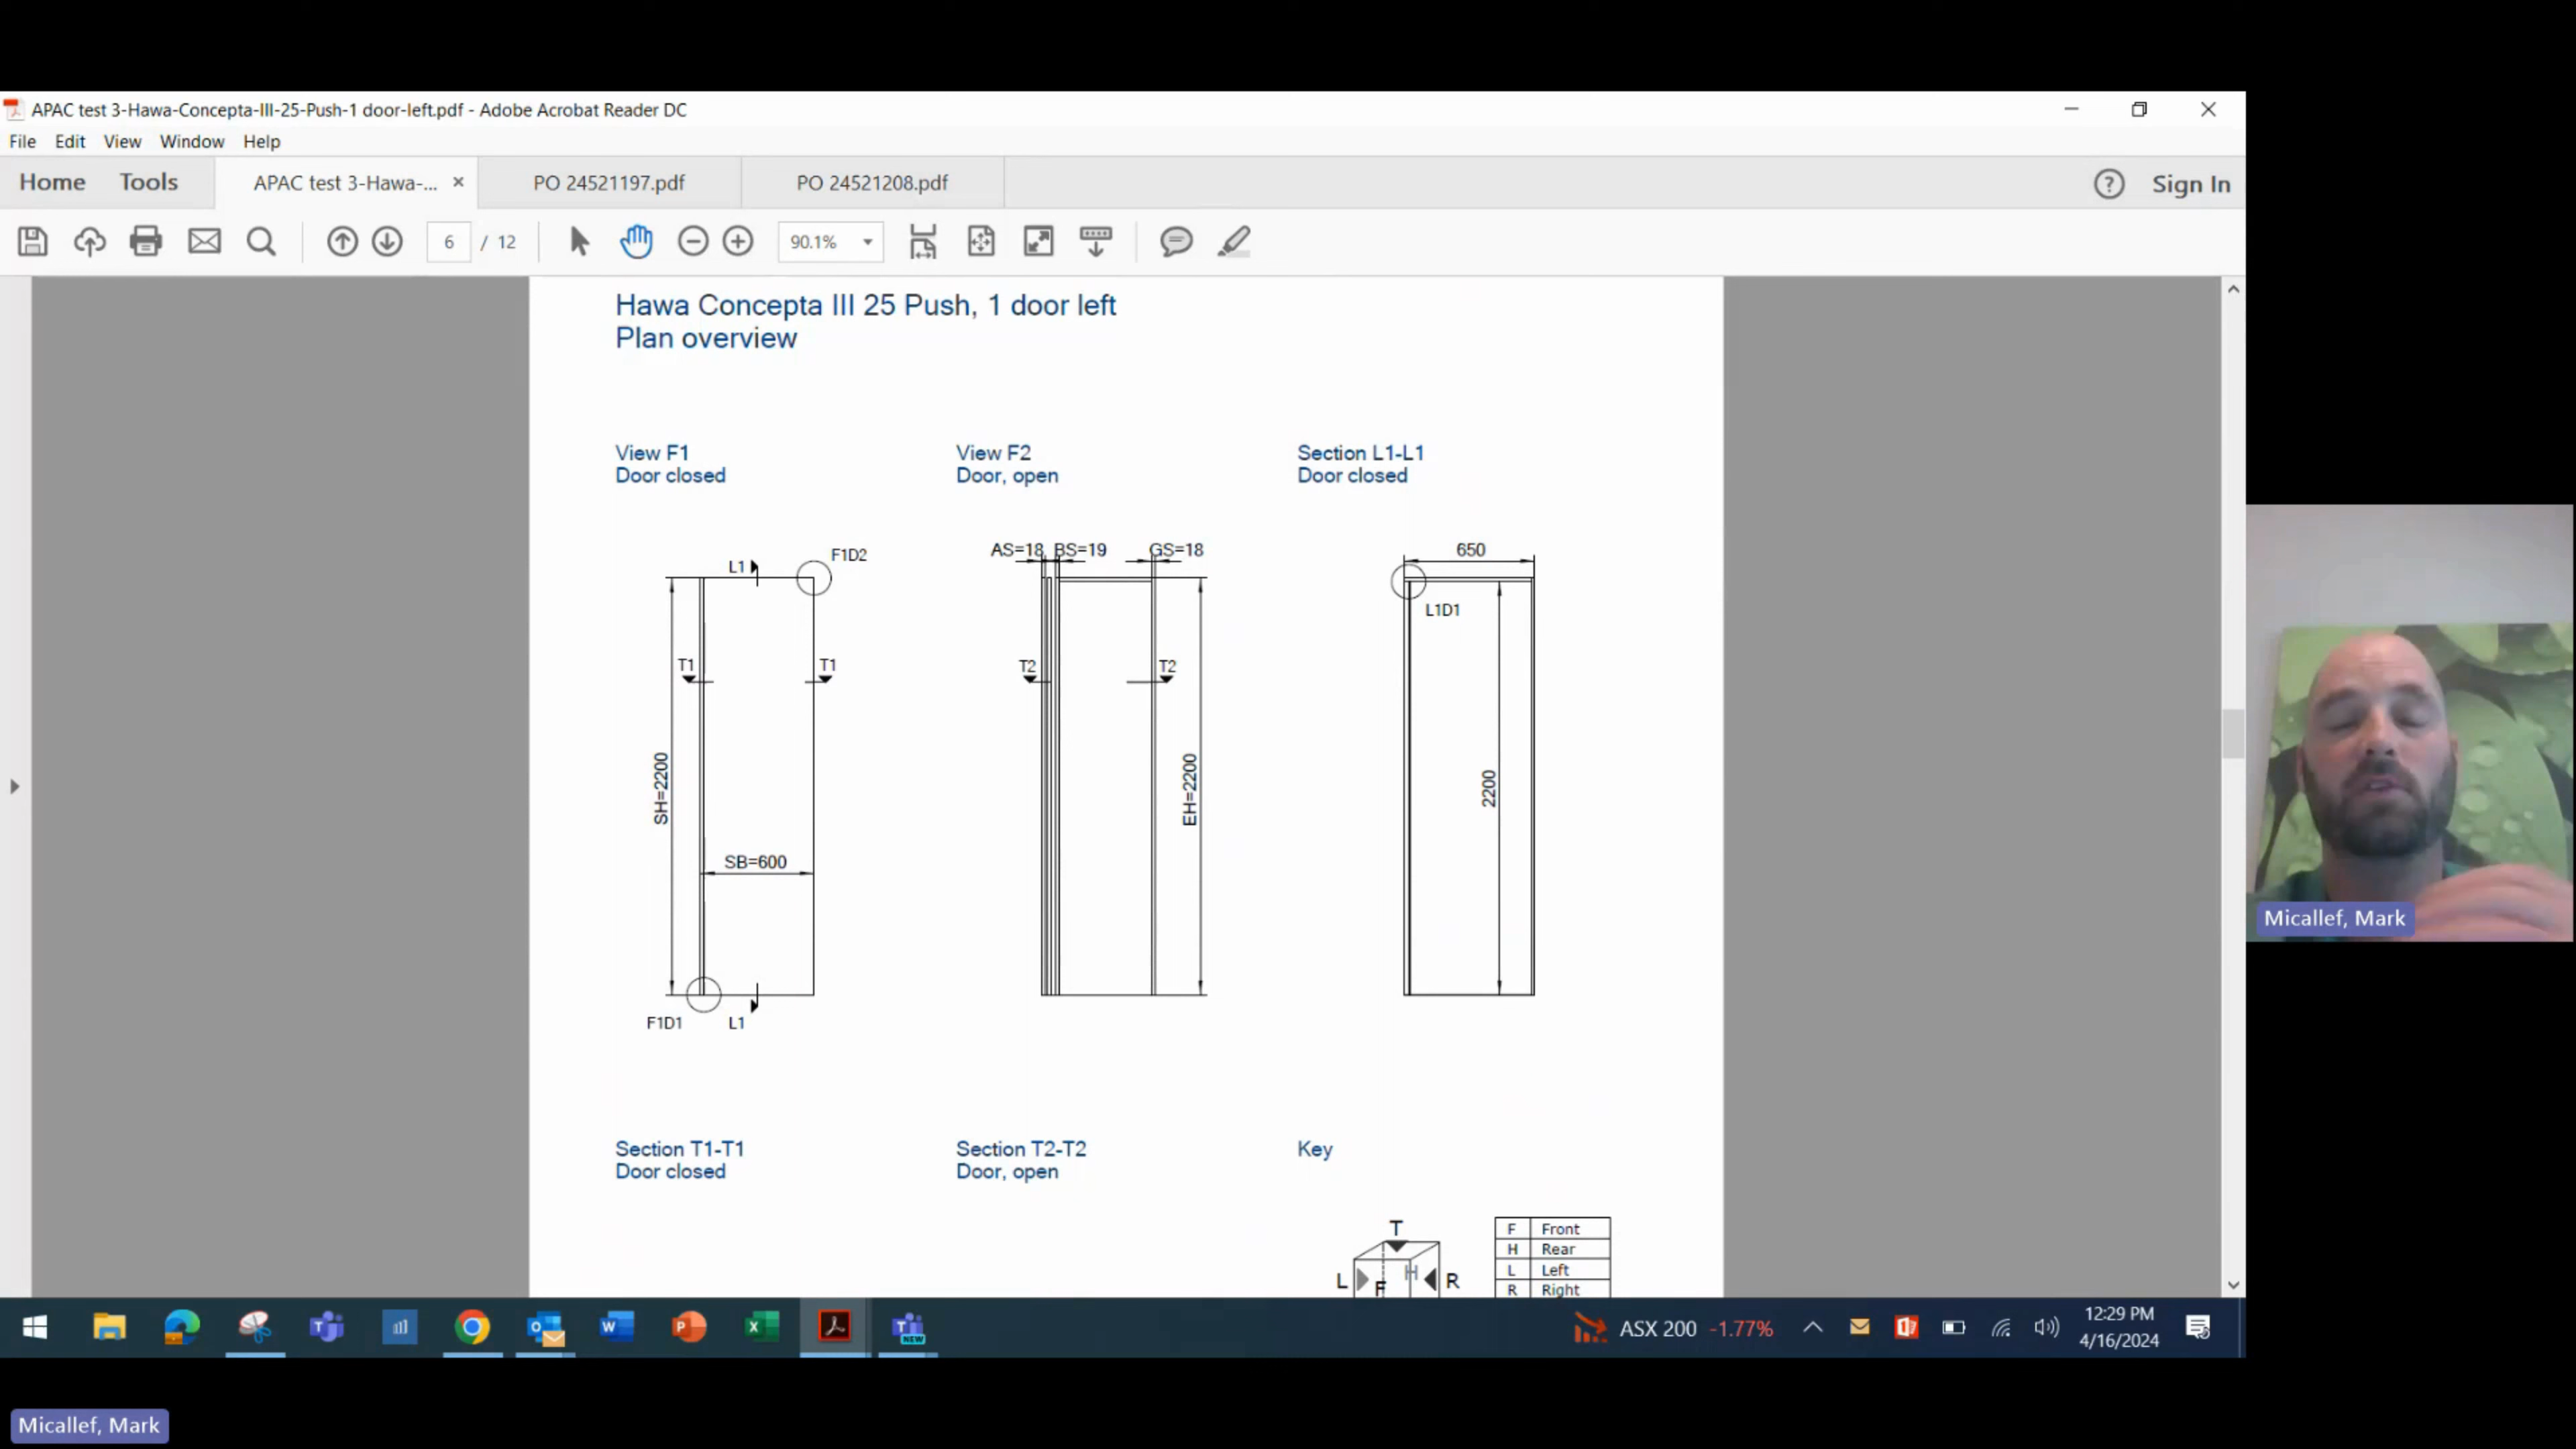 APAC test 3-Hawa-Concepta-III-25-Push-1 door-left.pdf - Adobe Acrobat Reader DC
File Edit View Window Help
Home Tools APAC test 3-Hawa-... × PO 24521197.pdf PO 24521208.pdf ? Sign In
6 / 12 90.1%
Hawa Concepta III 25 Push, 1 door left
Plan overview
View F1
Door closed
View F2
Door, open
Section L1-L1
Door closed
L1 F1D2
T1 T1
SH=2200
SB=600
F1D1 L1
AS=18 BS=19 GS=18
T2 T2
EH=2200
650
L1D1
2200
Section T1-T1
Door closed
Section T2-T2
Door, open
Key
T
L F H R
F Front
H Rear
L Left
R Right
Micallef, Mark
NEW
ASX 200 -1.77%
12:29 PM
4/16/2024
Micallef, Mark